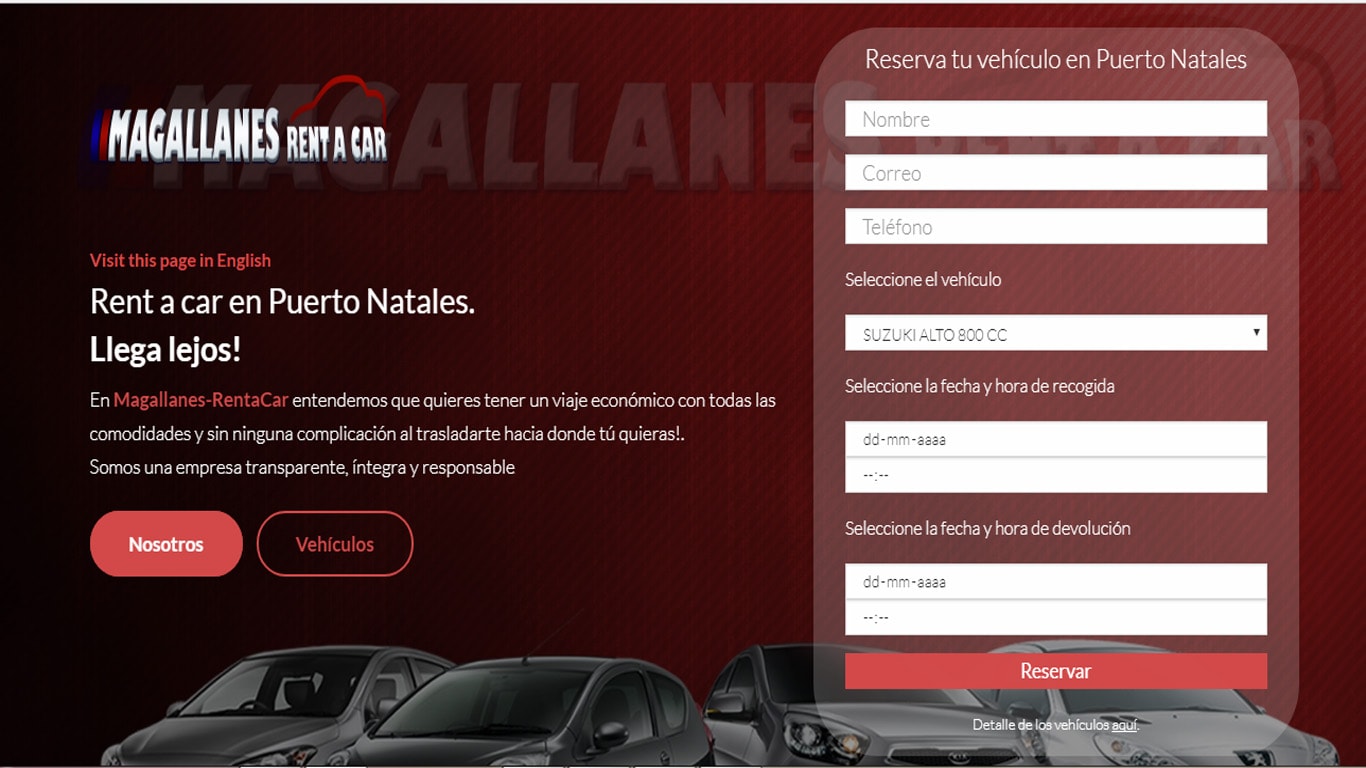 MAGALLANES RENT A CAR
MAGALLANES RENT A CAR
Visit this page in English
Rent a car en Puerto Natales.
Llega lejos!
En Magallanes-RentaCar entendemos que quieres tener un viaje económico con todas las
comodidades y sin ninguna complicación al trasladarte hacia donde tú quieras!.
Somos una empresa transparente, íntegra y responsable
Nosotros
Vehículos
Reserva tu vehículo en Puerto Natales
Nombre
Correo
Teléfono
Seleccione el vehículo
SUZUKI ALTO 800 CC
Seleccione la fecha y hora de recogida
dd-mm-aaaa
--:--
Seleccione la fecha y hora de devolución
dd-mm-aaaa
--:--
Reservar
Detalle de los vehículos aquí.